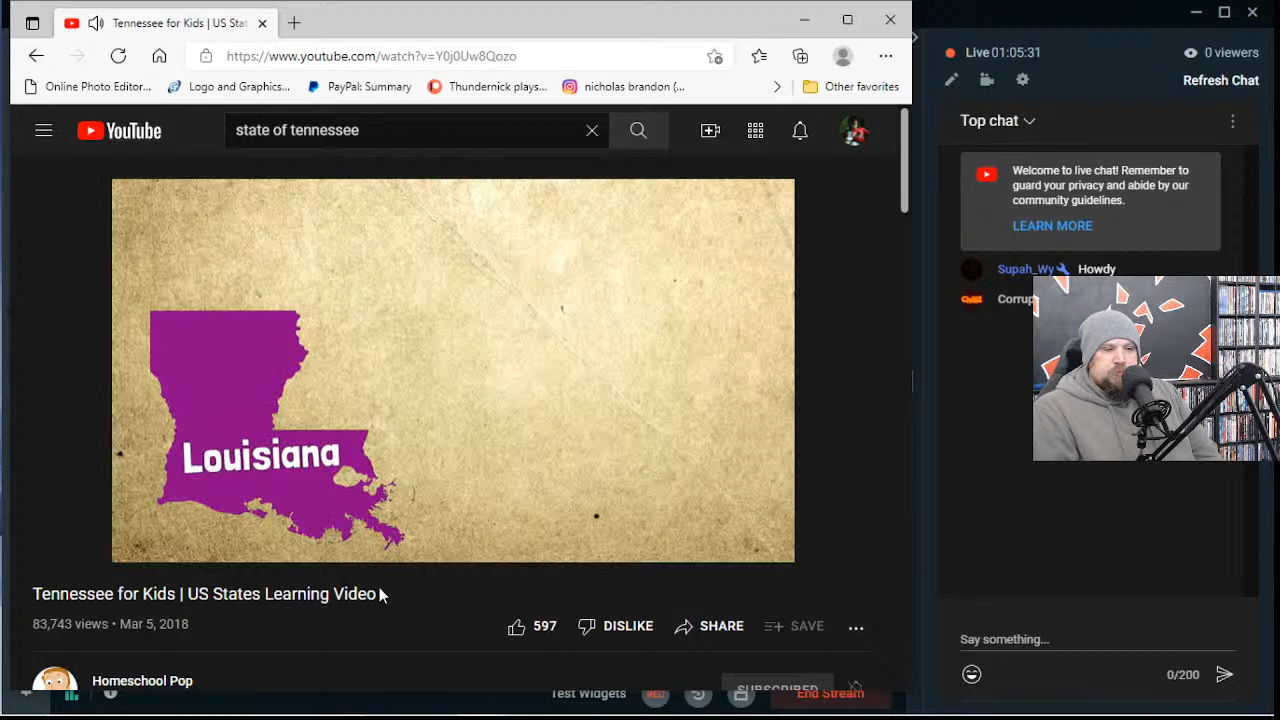 Tennessee for Kids | US Stat
https://www.youtube.com/watch?v=Y0j0Uw8Qozo
Online Photo Editor...
Logo and Graphics...
PayPal: Summary
Thundernick plays...
nicholas brandon (...
Other favorites
YouTube
state of tennessee
Louisiana
Tennessee for Kids | US States Learning Video
83,743 views • Mar 5, 2018
597
DISLIKE
SHARE
SAVE
Homeschool Pop
SUBSCRIBED
Test Widgets
REC
End Stream
Live 01:05:31
0 viewers
Refresh Chat
Top chat
Welcome to live chat! Remember to
guard your privacy and abide by our
community guidelines.
LEARN MORE
Supah_Wy Howdy
Corrup
Say something...
0/200